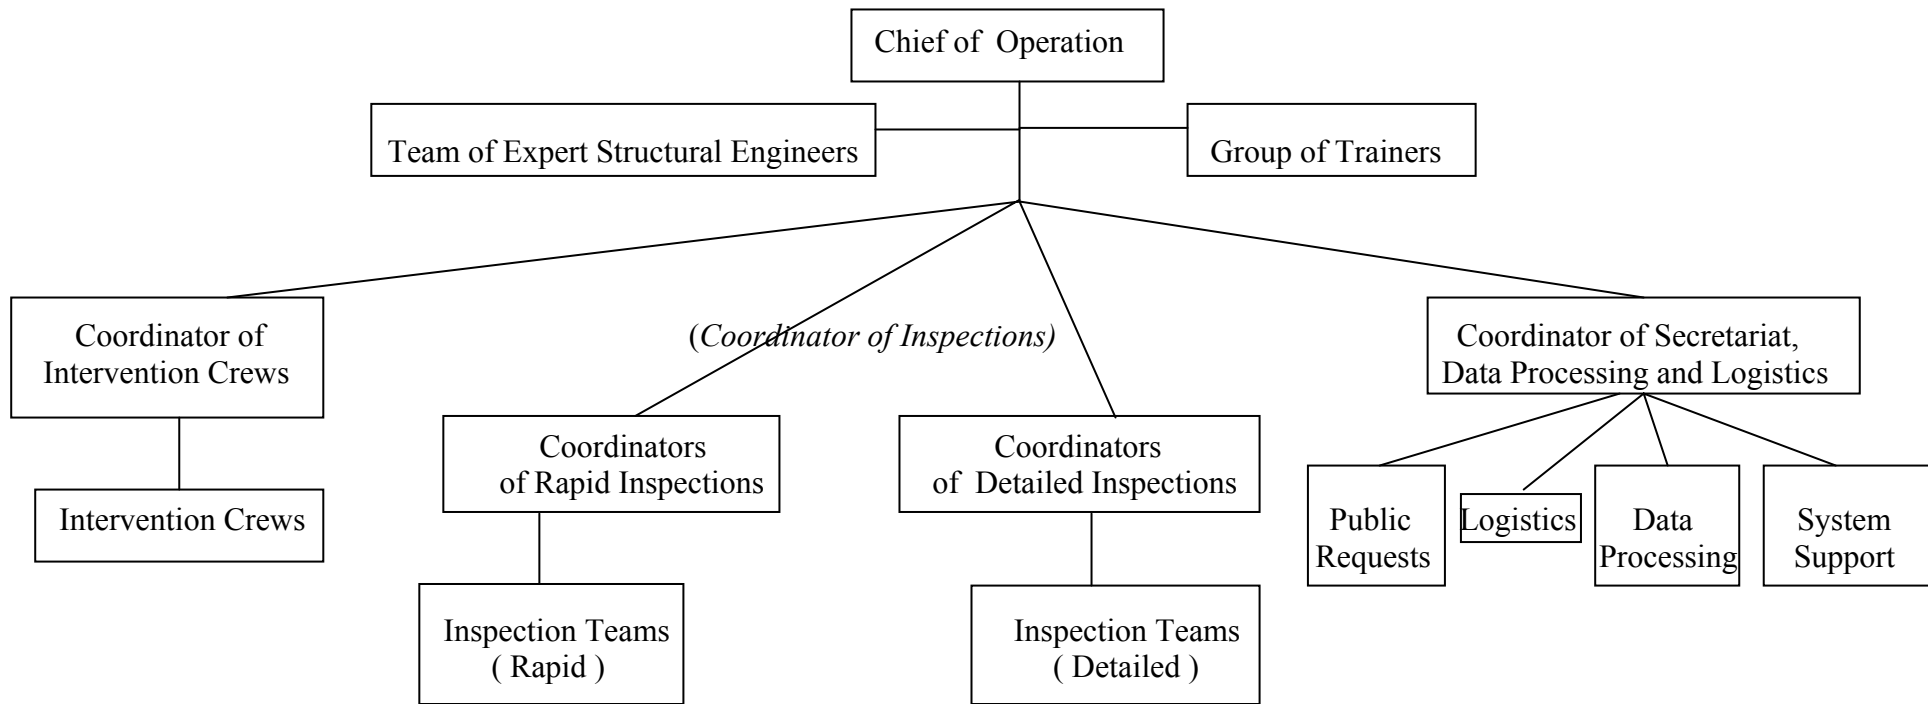 Chief of Operation
Team of Expert Structural Engineers
Group of Trainers
Coordinator of
Intervention Crews
(Coordinator of Inspections)
Coordinator of Secretariat,
Data Processing and Logistics
Coordinators
of Rapid Inspections
Coordinators
of Detailed Inspections
Intervention Crews
Public
Requests
Logistics
Data
Processing
System
Support
Inspection Teams
( Rapid )
Inspection Teams
( Detailed )